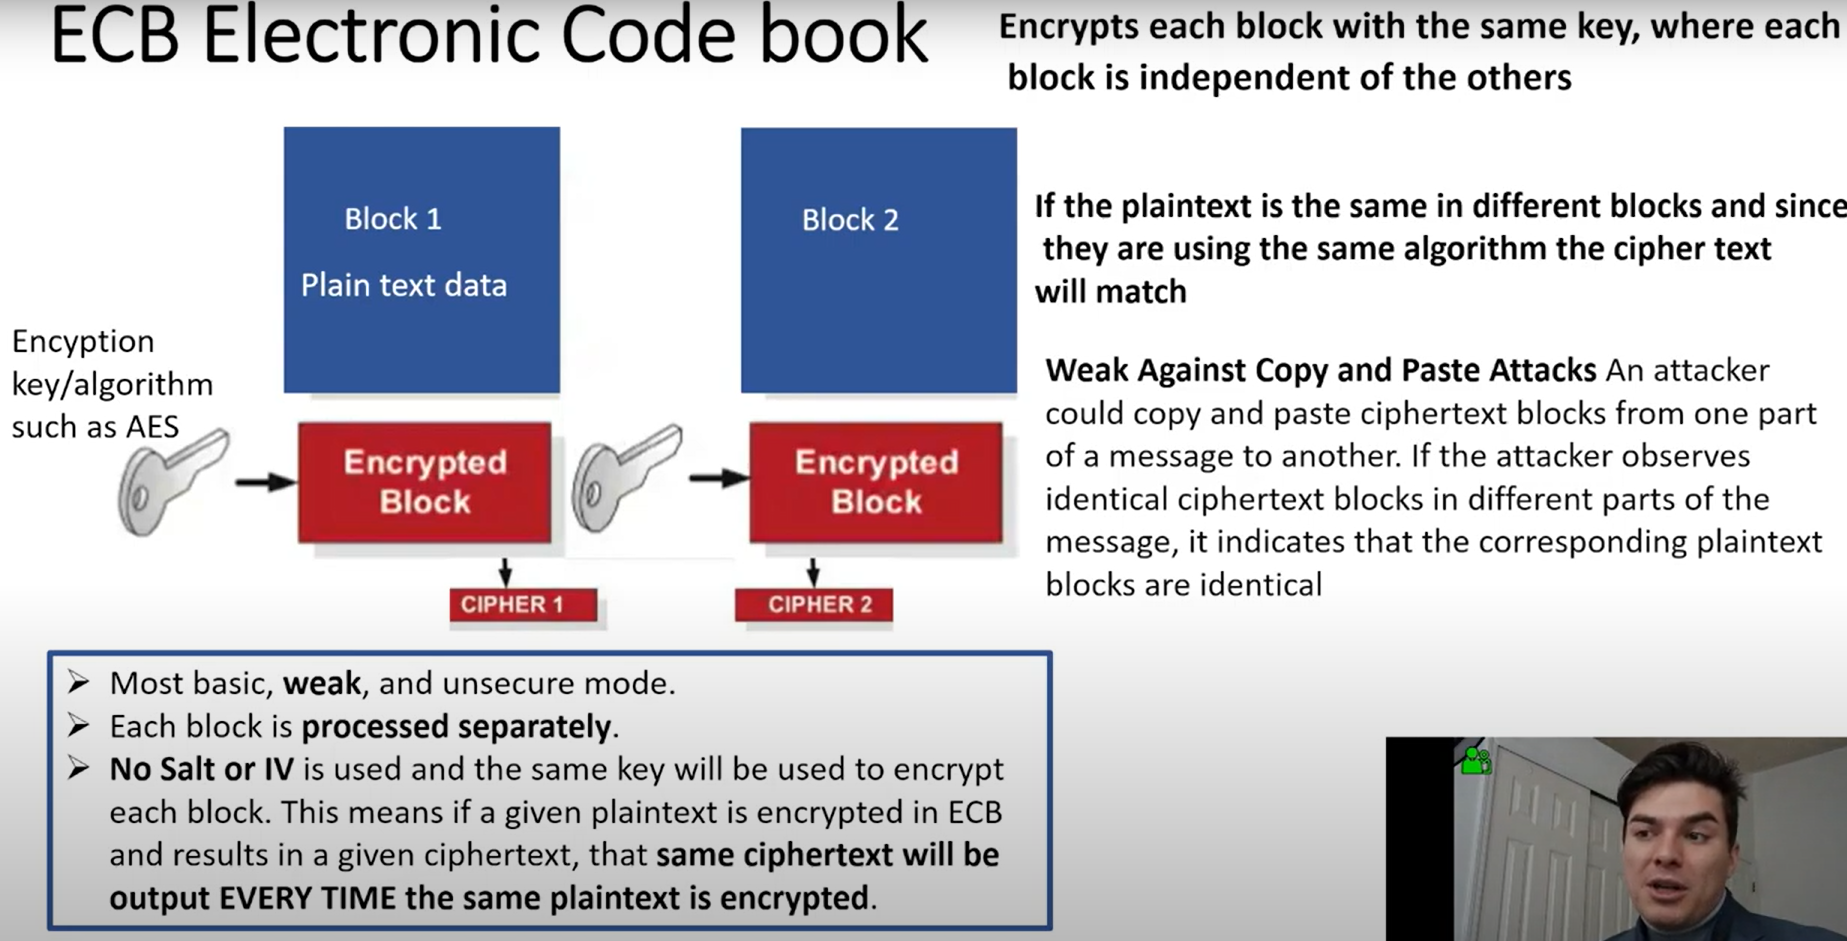 ECB Electronic Code book
Encrypts each block with the same key, where each
block is independent of the others
Block 1
Plain text data
Block 2
If the plaintext is the same in different blocks and since
they are using the same algorithm the cipher text
will match
Encyption
key/algorithm
such as AES
Encrypted
Block
Encrypted
Block
CIPHER 1
CIPHER 2
Weak Against Copy and Paste Attacks An attacker
could copy and paste ciphertext blocks from one part
of a message to another. If the attacker observes
identical ciphertext blocks in different parts of the
message, it indicates that the corresponding plaintext
blocks are identical
➢ Most basic, weak, and unsecure mode.
➢ Each block is processed separately.
➢ No Salt or IV is used and the same key will be used to encrypt
each block. This means if a given plaintext is encrypted in ECB
and results in a given ciphertext, that same ciphertext will be
output EVERY TIME the same plaintext is encrypted.